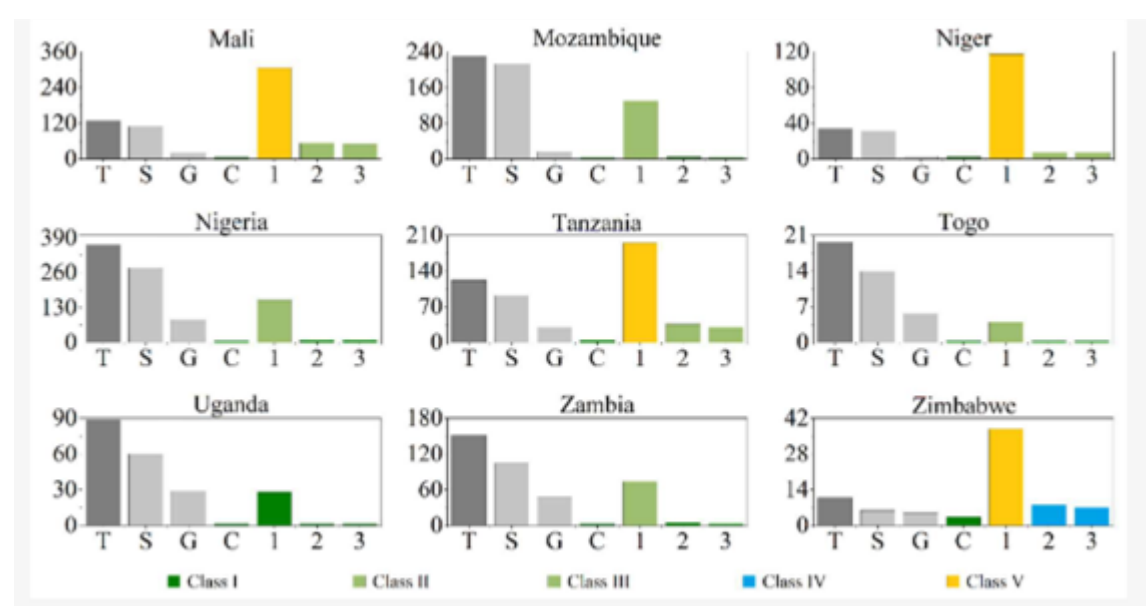 Mali
360
240
120
0
T S G C 1 2 3
Mozambique
240
160
80
0
T S G C 1 2 3
Niger
120
80
40
0
T S G C 1 2 3
Nigeria
390
260
130
0
T S G C 1 2 3
Tanzania
210
140
70
0
T S G C 1 2 3
Togo
21
14
7
0
T S G C 1 2 3
Uganda
90
60
30
0
T S G C 1 2 3
Zambia
180
120
60
0
T S G C 1 2 3
Zimbabwe
42
28
14
0
T S G C 1 2 3
Class I Class II Class III Class IV Class V